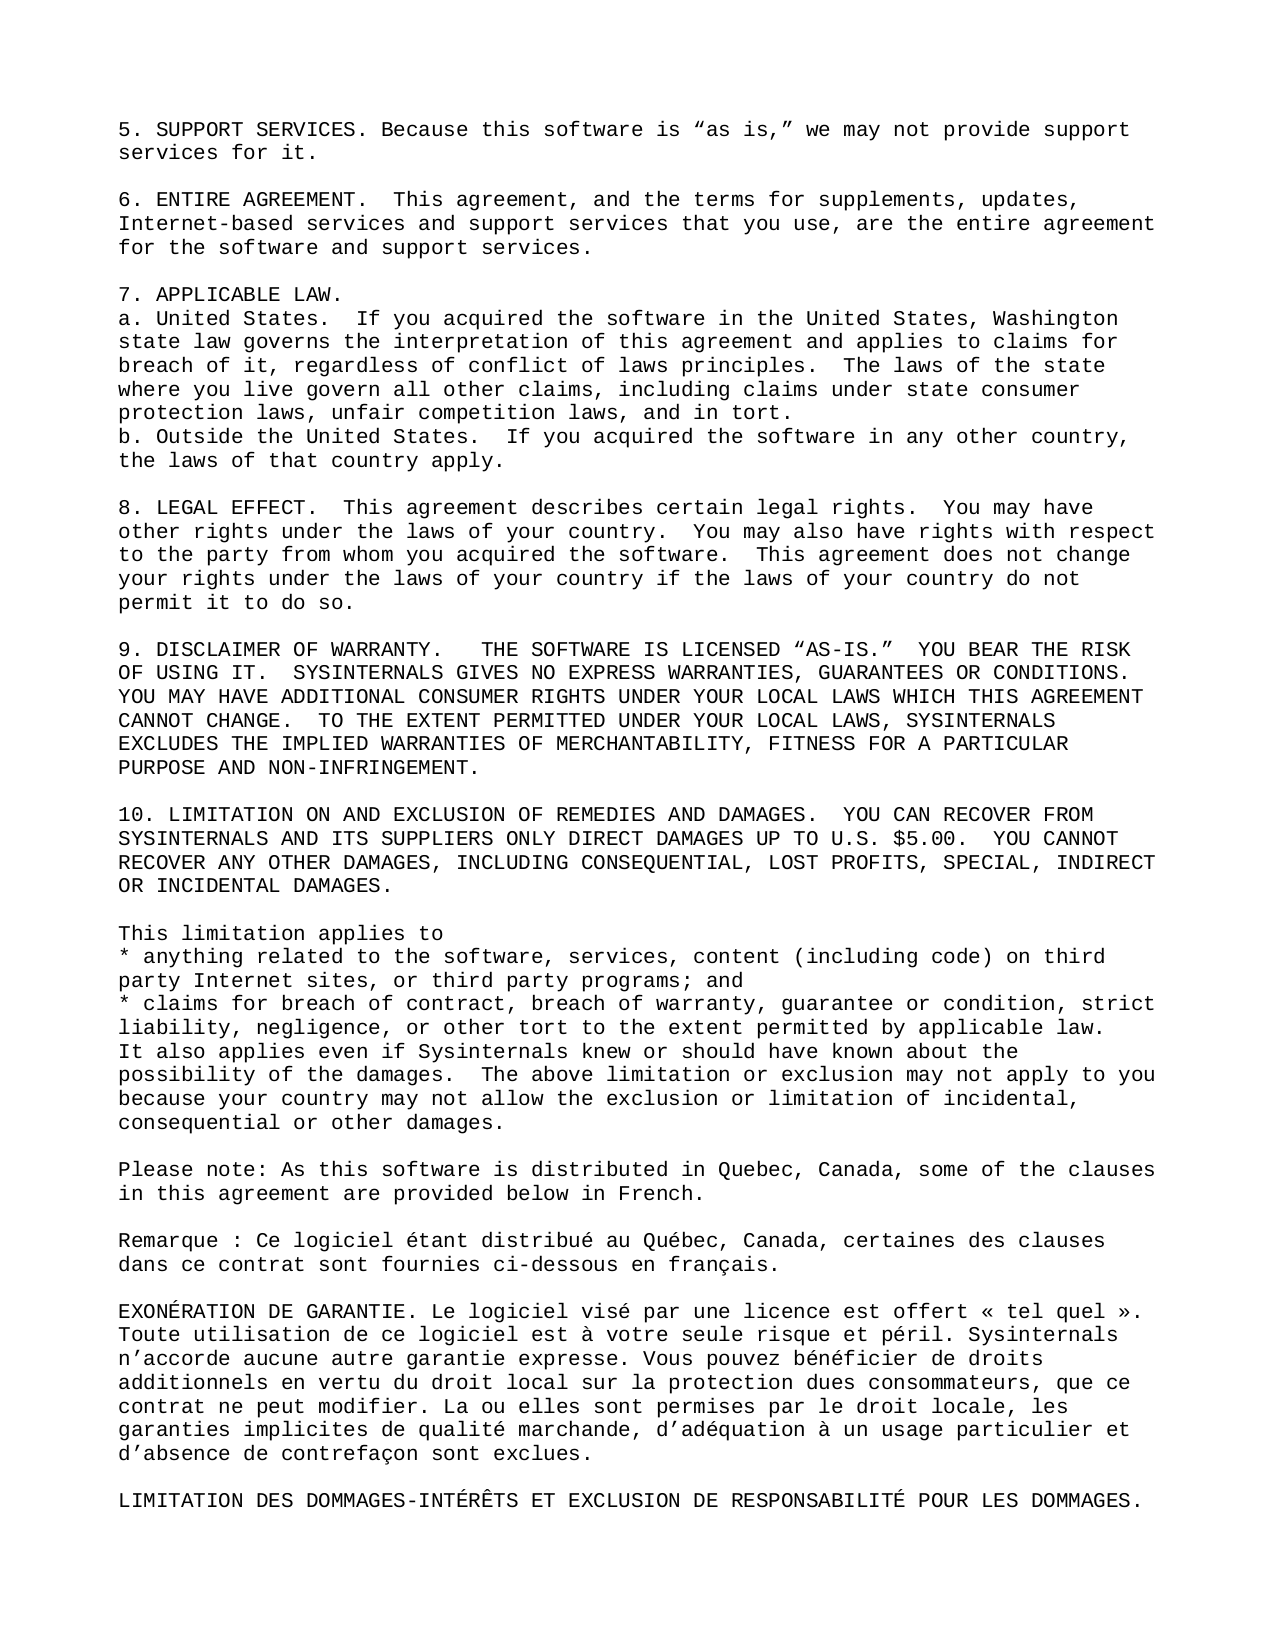 5. SUPPORT SERVICES. Because this software is “as is,” we may not provide support
services for it.

6. ENTIRE AGREEMENT.  This agreement, and the terms for supplements, updates,
Internet-based services and support services that you use, are the entire agreement
for the software and support services.

7. APPLICABLE LAW.
a. United States.  If you acquired the software in the United States, Washington
state law governs the interpretation of this agreement and applies to claims for
breach of it, regardless of conflict of laws principles.  The laws of the state
where you live govern all other claims, including claims under state consumer
protection laws, unfair competition laws, and in tort.
b. Outside the United States.  If you acquired the software in any other country,
the laws of that country apply.

8. LEGAL EFFECT.  This agreement describes certain legal rights.  You may have
other rights under the laws of your country.  You may also have rights with respect
to the party from whom you acquired the software.  This agreement does not change
your rights under the laws of your country if the laws of your country do not
permit it to do so.

9. DISCLAIMER OF WARRANTY.   THE SOFTWARE IS LICENSED “AS-IS.”  YOU BEAR THE RISK
OF USING IT.  SYSINTERNALS GIVES NO EXPRESS WARRANTIES, GUARANTEES OR CONDITIONS.
YOU MAY HAVE ADDITIONAL CONSUMER RIGHTS UNDER YOUR LOCAL LAWS WHICH THIS AGREEMENT
CANNOT CHANGE.  TO THE EXTENT PERMITTED UNDER YOUR LOCAL LAWS, SYSINTERNALS
EXCLUDES THE IMPLIED WARRANTIES OF MERCHANTABILITY, FITNESS FOR A PARTICULAR
PURPOSE AND NON-INFRINGEMENT.

10. LIMITATION ON AND EXCLUSION OF REMEDIES AND DAMAGES.  YOU CAN RECOVER FROM
SYSINTERNALS AND ITS SUPPLIERS ONLY DIRECT DAMAGES UP TO U.S. $5.00.  YOU CANNOT
RECOVER ANY OTHER DAMAGES, INCLUDING CONSEQUENTIAL, LOST PROFITS, SPECIAL, INDIRECT
OR INCIDENTAL DAMAGES.

This limitation applies to
* anything related to the software, services, content (including code) on third
party Internet sites, or third party programs; and
* claims for breach of contract, breach of warranty, guarantee or condition, strict
liability, negligence, or other tort to the extent permitted by applicable law.
It also applies even if Sysinternals knew or should have known about the
possibility of the damages.  The above limitation or exclusion may not apply to you
because your country may not allow the exclusion or limitation of incidental,
consequential or other damages.

Please note: As this software is distributed in Quebec, Canada, some of the clauses
in this agreement are provided below in French.

Remarque : Ce logiciel étant distribué au Québec, Canada, certaines des clauses
dans ce contrat sont fournies ci-dessous en français.

EXONÉRATION DE GARANTIE. Le logiciel visé par une licence est offert « tel quel ».
Toute utilisation de ce logiciel est à votre seule risque et péril. Sysinternals
n’accorde aucune autre garantie expresse. Vous pouvez bénéficier de droits
additionnels en vertu du droit local sur la protection dues consommateurs, que ce
contrat ne peut modifier. La ou elles sont permises par le droit locale, les
garanties implicites de qualité marchande, d’adéquation à un usage particulier et
d’absence de contrefaçon sont exclues.

LIMITATION DES DOMMAGES-INTÉRÊTS ET EXCLUSION DE RESPONSABILITÉ POUR LES DOMMAGES.